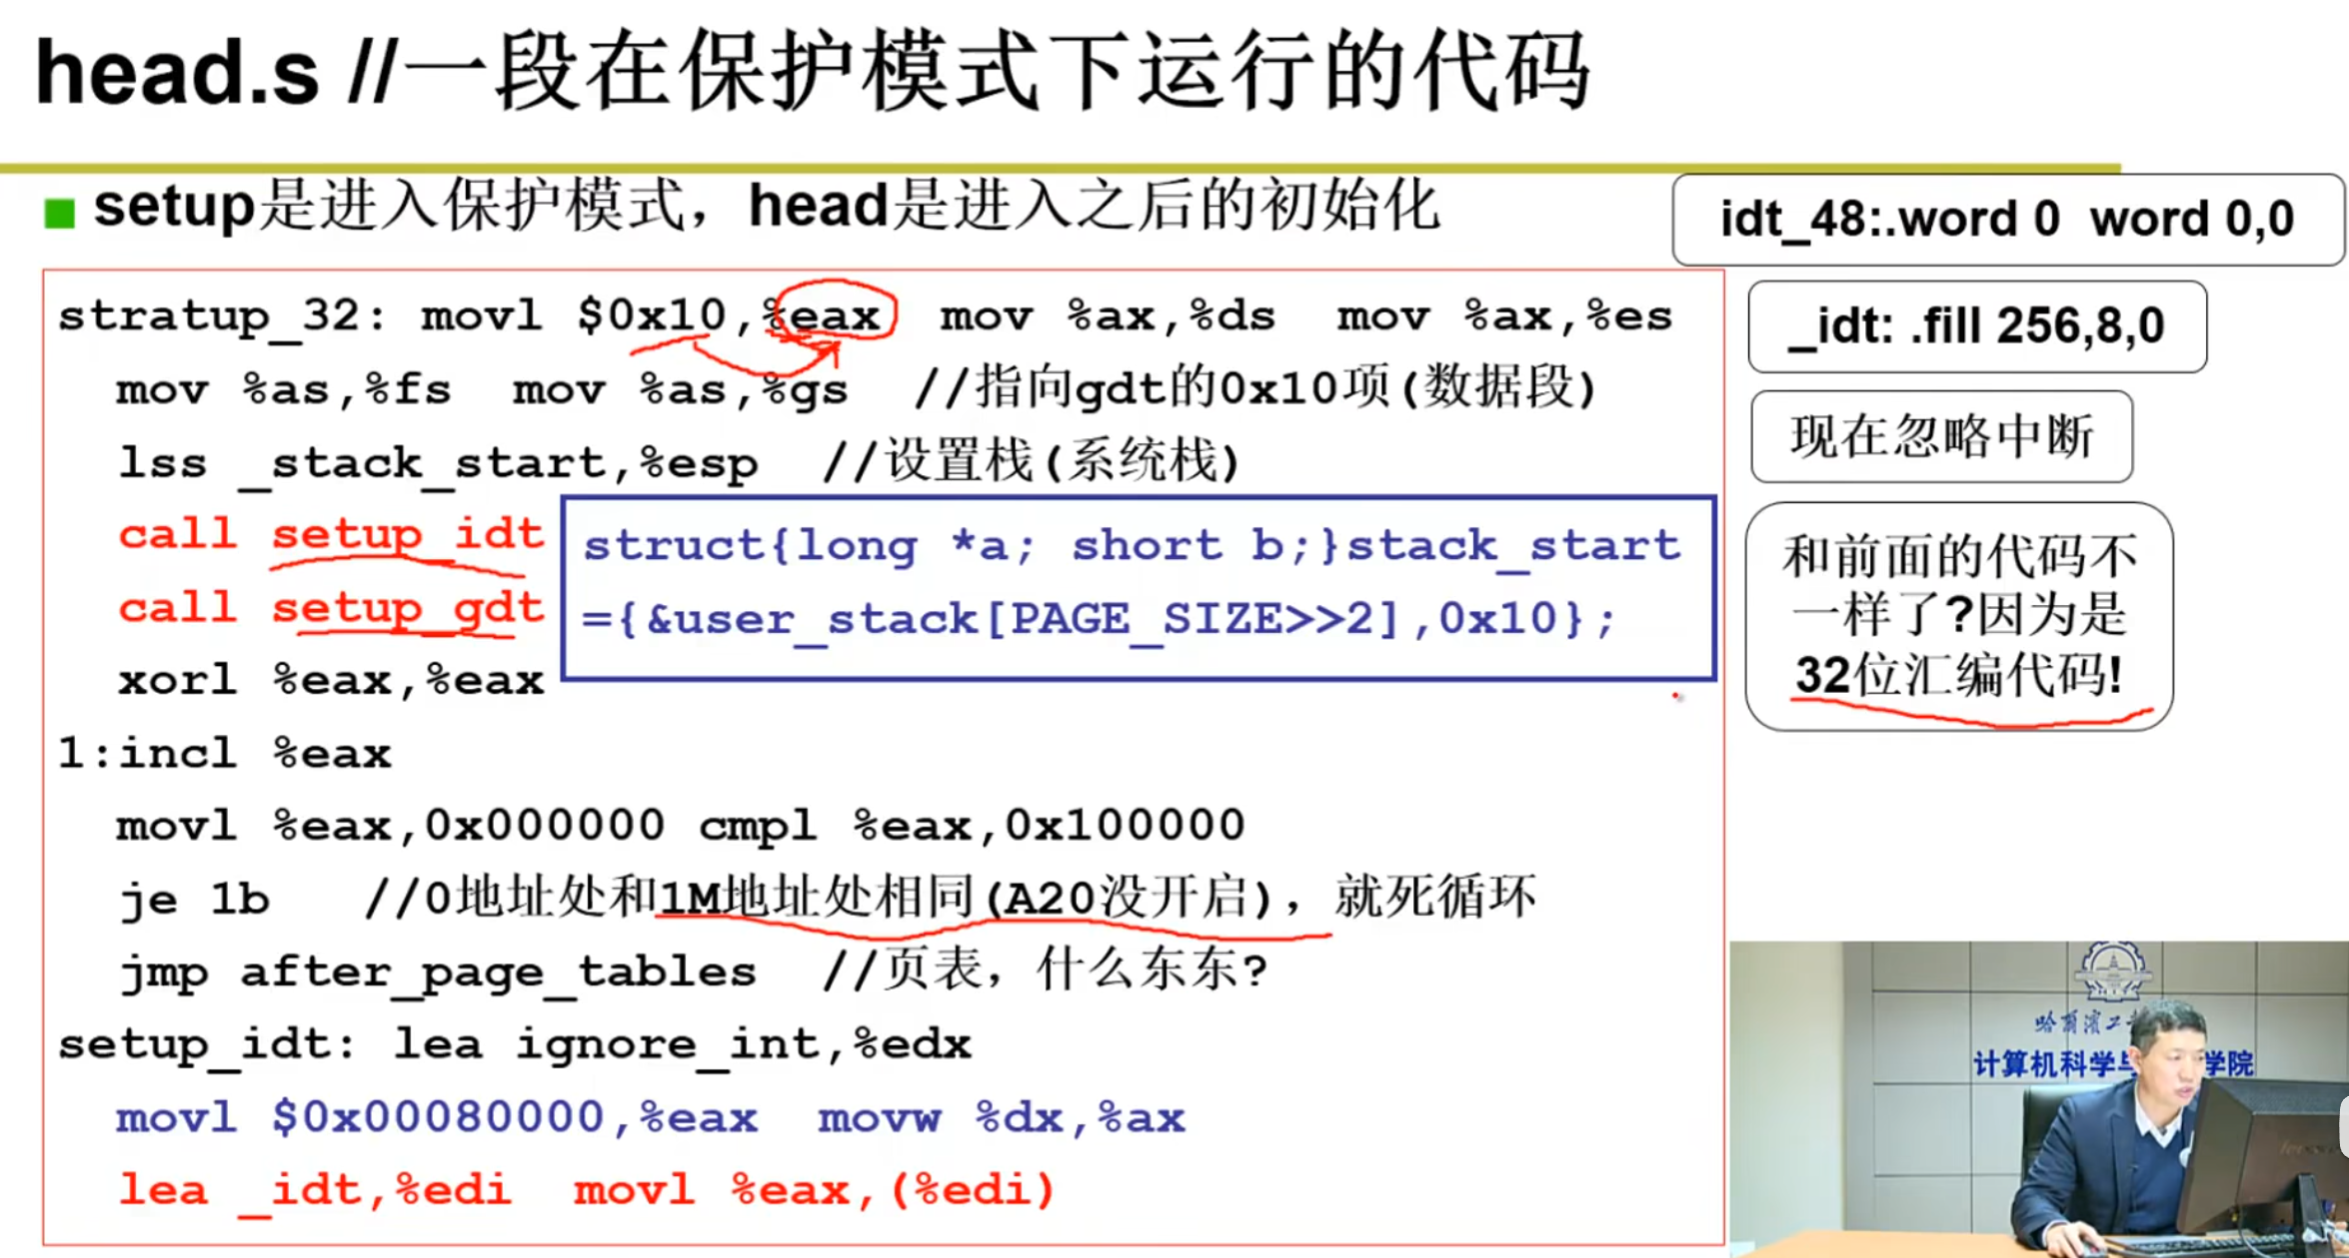 head.s //一段在保护模式下运行的代码
setup是进入保护模式，head是进入之后的初始化
idt_48:.word 0  word 0,0
stratup_32: movl $0x10,%eax  mov %ax,%ds  mov %ax,%es
mov %as,%fs  mov %as,%gs  //指向gdt的0x10项(数据段)
lss _stack_start,%esp  //设置栈(系统栈)
call setup_idt
call setup_gdt
xorl %eax,%eax
struct{long *a; short b;}stack_start
={&user_stack[PAGE_SIZE>>2],0x10};
1:incl %eax
movl %eax,0x000000 cmpl %eax,0x100000
je 1b  //0地址处和1M地址处相同(A20没开启)，就死循环
jmp after_page_tables  //页表，什么东东?
setup_idt: lea ignore_int,%edx
movl $0x00080000,%eax  movw %dx,%ax
lea _idt,%edi  movl %eax,(%edi)
_idt: .fill 256,8,0
现在忽略中断
和前面的代码不
一样了?因为是
32位汇编代码!
哈爾濱工
计算机科学与
学院